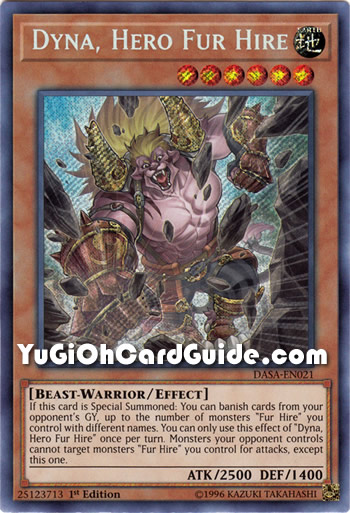 DYNA, HERO FUR HIRE
EARTH
地
YuGiOhCardGuide.com
DASA-EN021
[BEAST-WARRIOR/EFFECT]
If this card is Special Summoned: You can banish cards from your
opponent's GY, up to the number of monsters "Fur Hire" you
control with different names. You can only use this effect of "Dyna,
Hero Fur Hire" once per turn. Monsters your opponent controls
cannot target monsters "Fur Hire" you control for attacks, except
this one.
ATK/2500 DEF/1400
25123713 1st Edition ©1996 KAZUKI TAKAHASHI